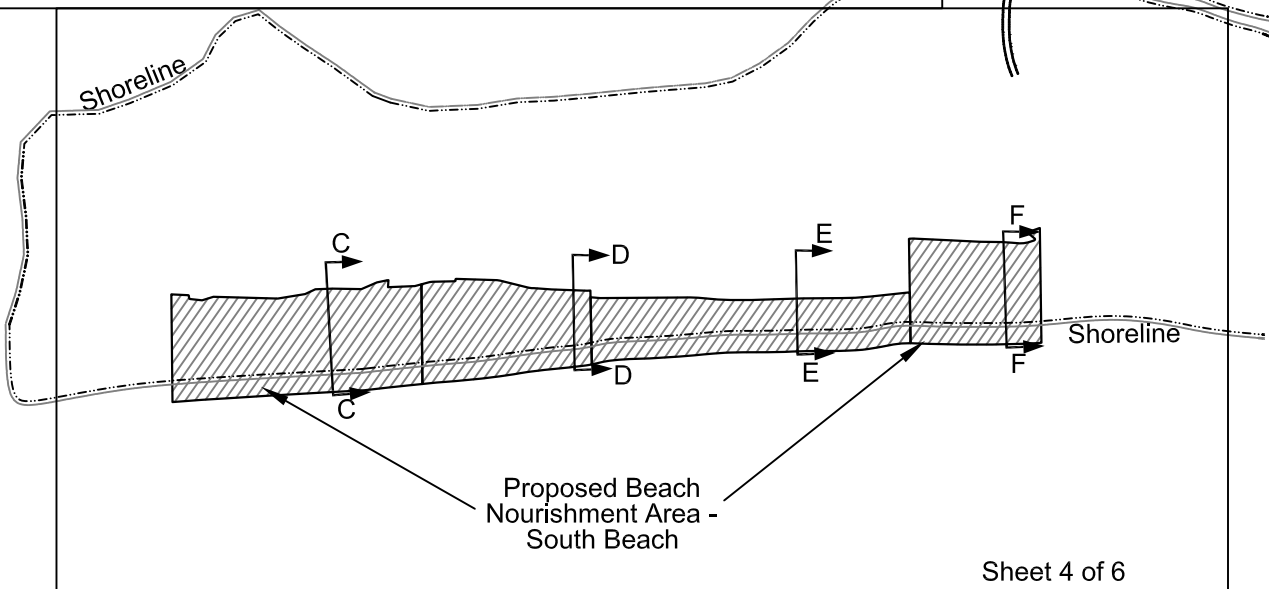 Shoreline
C
D
E
F
Shoreline
C
D
E
F
Proposed Beach
Nourishment Area -
South Beach
Sheet 4 of 6